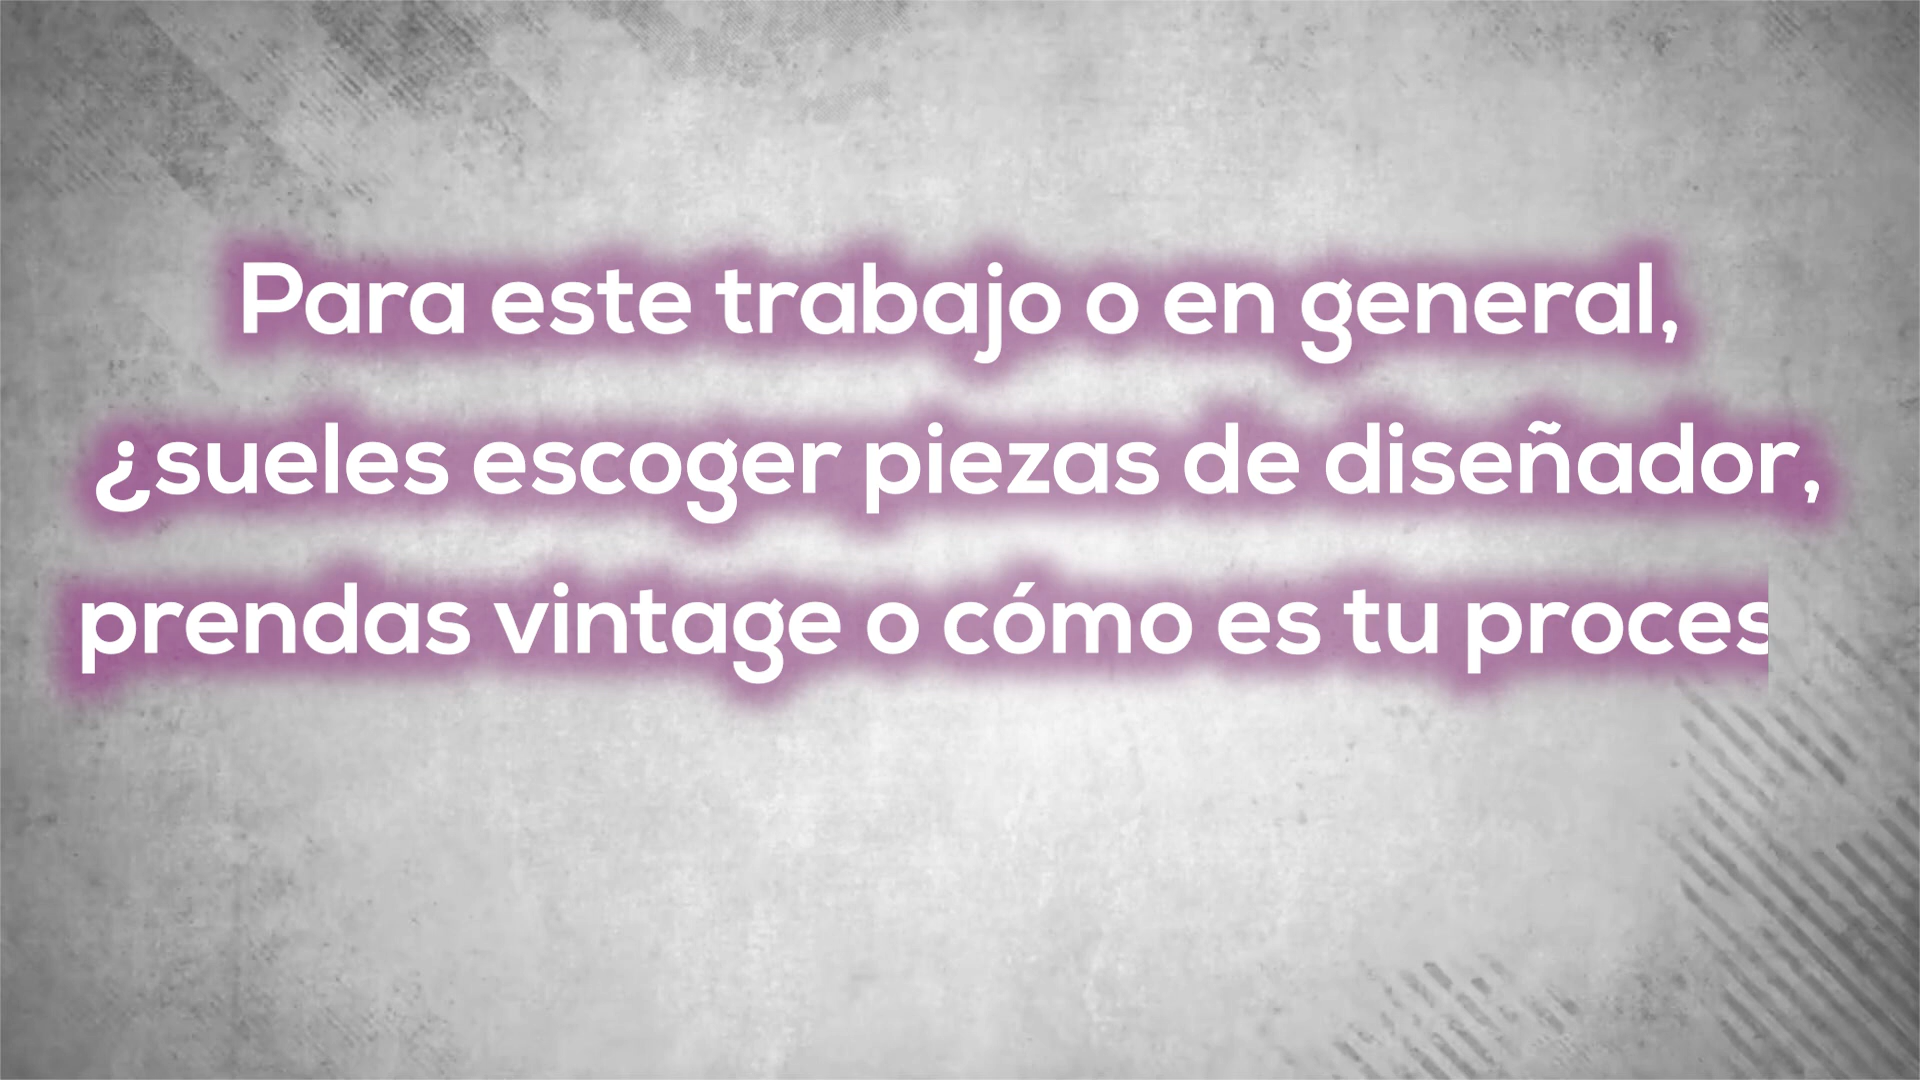 Para este trabajo o en general,
¿sueles escoger piezas de diseñador,
prendas vintage o cómo es tu proces